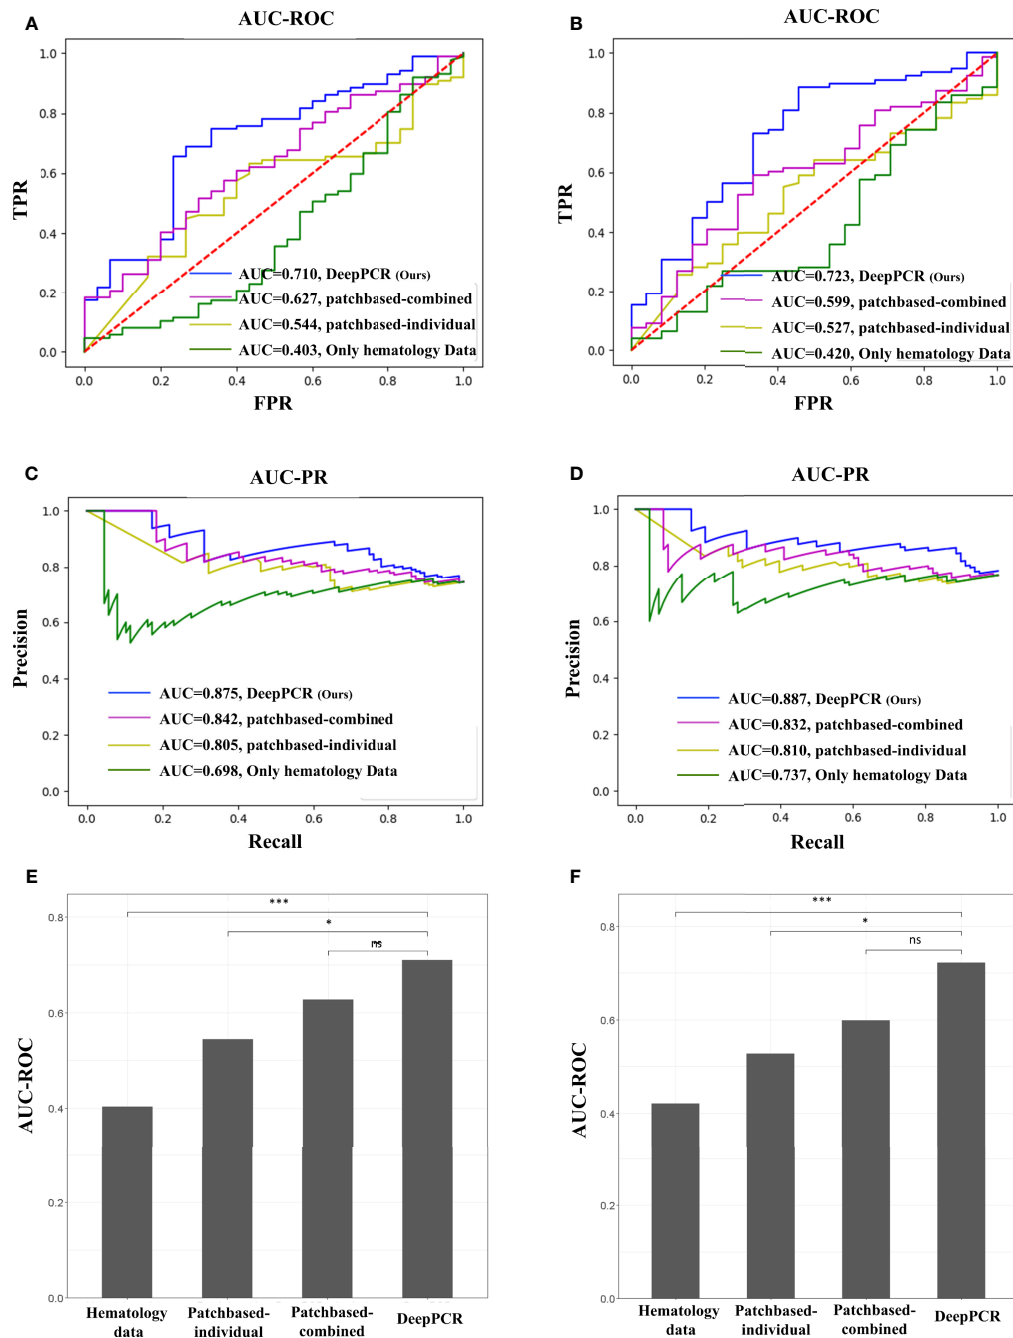 A
AUC-ROC
1.0
0.8
0.6
0.4
0.2
0.0
TPR
AUC=0.710, DeepPCR (Ours)
AUC=0.627, patchbased-combined
AUC=0.544, patchbased-individual
AUC=0.403, Only hematology Data
0.0 0.2 0.4 0.6 0.8 1.0
FPR
B
AUC-ROC
1.0
0.8
0.6
0.4
0.2
0.0
TPR
AUC=0.723, DeepPCR (Ours)
AUC=0.599, patchbased-combined
AUC=0.527, patchbased-individual
AUC=0.420, Only hematology Data
0.0 0.2 0.4 0.6 0.8 1.0
FPR
C
AUC-PR
1.0
0.8
0.6
0.4
0.2
0.0
Precision
AUC=0.875, DeepPCR (Ours)
AUC=0.842, patchbased-combined
AUC=0.805, patchbased-individual
AUC=0.698, Only hematology Data
0.0 0.2 0.4 0.6 0.8 1.0
Recall
D
AUC-PR
1.0
0.8
0.6
0.4
0.2
0.0
Precision
AUC=0.887, DeepPCR (Ours)
AUC=0.832, patchbased-combined
AUC=0.810, patchbased-individual
AUC=0.737, Only hematology Data
0.0 0.2 0.4 0.6 0.8 1.0
Recall
E
***
*
ns
0.8
0.6
0.4
0.2
0.0
AUC-ROC
Hematology
data
Patchbased-
individual
Patchbased-
combined
DeepPCR
F
***
*
ns
0.8
0.6
0.4
0.2
0.0
AUC-ROC
Hematology
data
Patchbased-
individual
Patchbased-
combined
DeepPCR